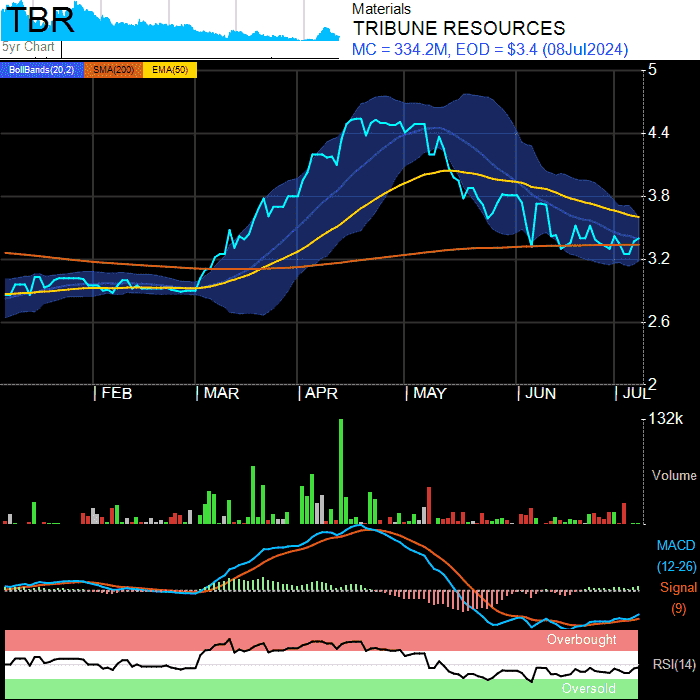 TBR
5yr Chart
Materials
TRIBUNE RESOURCES
MC = 334.2M, EOD = $3.4 (08Jul2024)
BollBands(20,2) SMA(200) EMA(50)
5
4.4
3.8
3.2
2.6
2
FEB MAR APR MAY JUN JUL
132k
Volume
MACD
(12-26)
Signal
(9)
Overbought
RSI(14)
Oversold